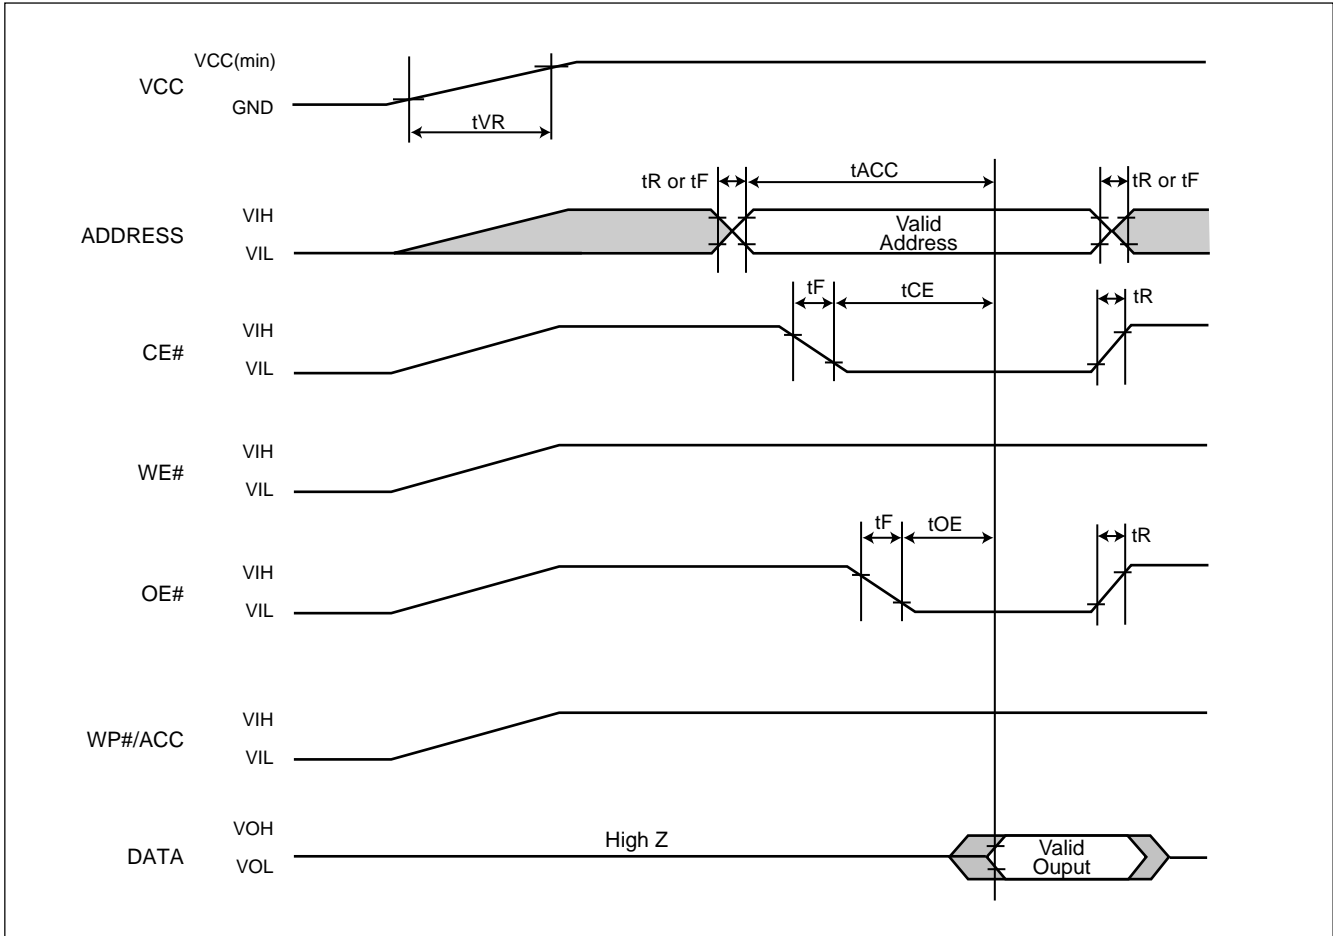 VCC(min)
VCC
GND
tVR
tR or tF
tACC
tR or tF
VIH
ADDRESS
VIL
Valid
Address
tF
tCE
tR
VIH
CE#
VIL
VIH
WE#
VIL
tF
tOE
tR
VIH
OE#
VIL
VIH
WP#/ACC
VIL
VOH
High Z
DATA
VOL
Valid
Ouput